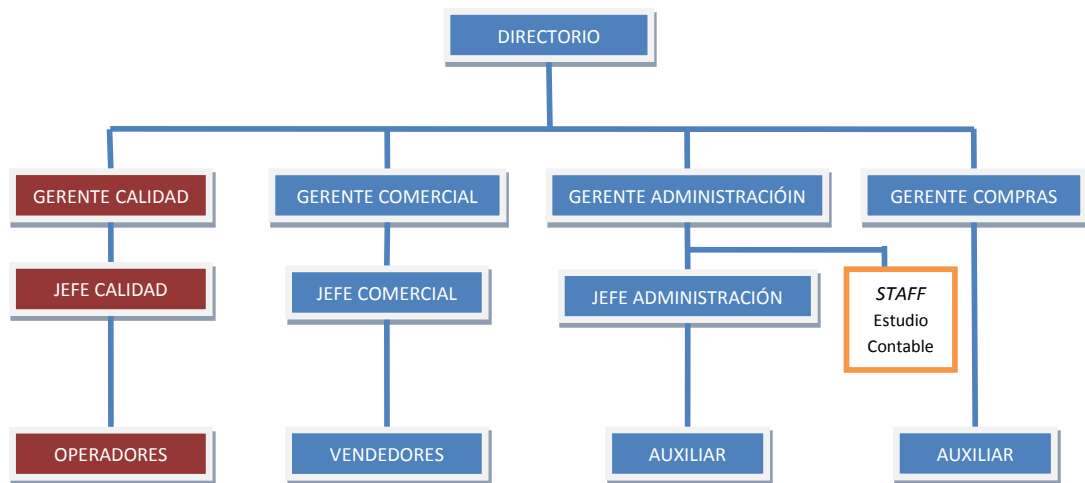 DIRECTORIO
GERENTE CALIDAD
GERENTE COMERCIAL
GERENTE ADMINISTRACIÓIN
GERENTE COMPRAS
JEFE CALIDAD
JEFE COMERCIAL
JEFE ADMINISTRACIÓN
STAFF
Estudio
Contable
OPERADORES
VENDEDORES
AUXILIAR
AUXILIAR